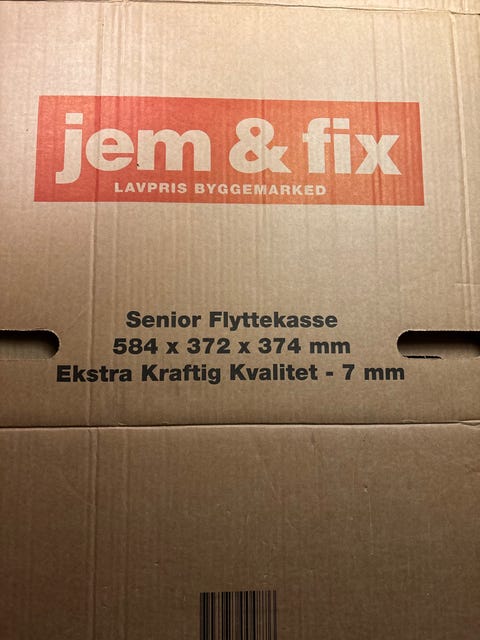 jem & fix
LAVPRIS BYGGEMARKED
Senior Flyttekasse
584 x 372 x 374 mm
Ekstra Kraftig Kvalitet - 7 mm